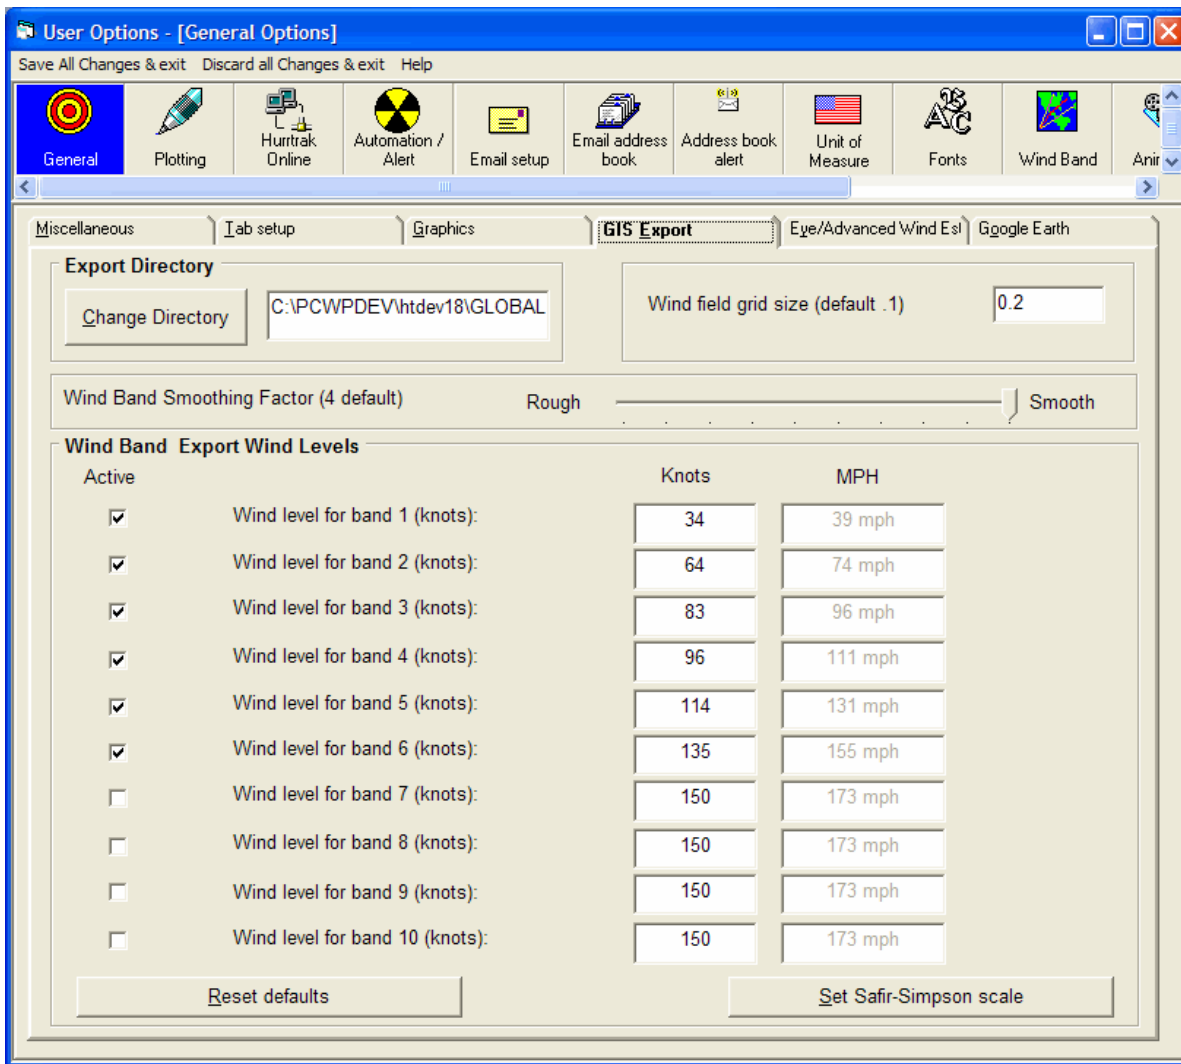 User Options - [General Options]
Save All Changes & exit Discard all Changes & exit Help
General
Plotting
Hurrtrak
Online
Automation /
Alert
Email setup
Email address
book
Address book
alert
Unit of
Measure
Fonts
Wind Band
Anir
Miscellaneous
Tab setup
Graphics
GIS Export
Eye/Advanced Wind Est
Google Earth
Export Directory
Change Directory
C:\PCWPDEV\htdev18\GLOBAL
Wind field grid size (default .1)
0.2
Wind Band Smoothing Factor (4 default)
Rough
Smooth
Wind Band Export Wind Levels
Active Knots MPH
Wind level for band 1 (knots): 34 39 mph
Wind level for band 2 (knots): 64 74 mph
Wind level for band 3 (knots): 83 96 mph
Wind level for band 4 (knots): 96 111 mph
Wind level for band 5 (knots): 114 131 mph
Wind level for band 6 (knots): 135 155 mph
Wind level for band 7 (knots): 150 173 mph
Wind level for band 8 (knots): 150 173 mph
Wind level for band 9 (knots): 150 173 mph
Wind level for band 10 (knots): 150 173 mph
Reset defaults
Set Safir-Simpson scale